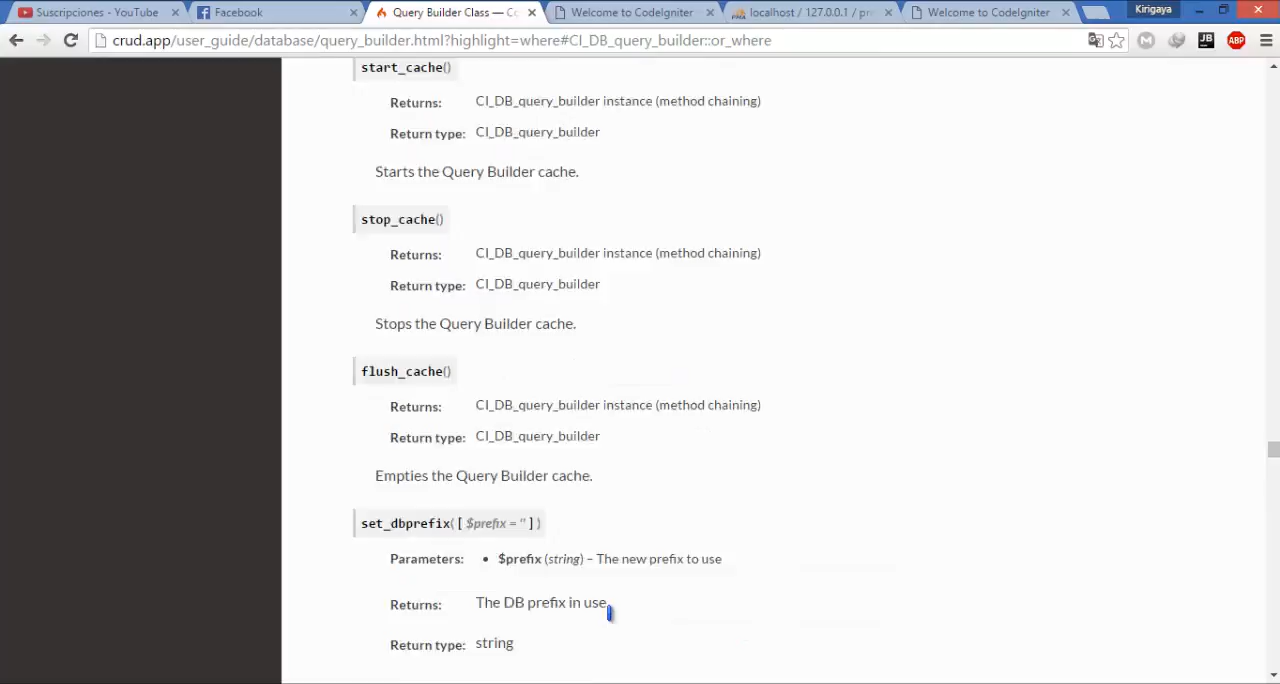 Suscripciones - YouTube
Facebook
Query Builder Class — Co
Welcome to CodeIgniter
localhost / 127.0.0.1 / pr
Welcome to CodeIgniter
Kirigaya
crud.app/user_guide/database/query_builder.html?highlight=where#CI_DB_query_builder::or_where
M
JB
ABP
start_cache()
Returns: CI_DB_query_builder instance (method chaining)
Return type: CI_DB_query_builder
Starts the Query Builder cache.
stop_cache()
Returns: CI_DB_query_builder instance (method chaining)
Return type: CI_DB_query_builder
Stops the Query Builder cache.
flush_cache()
Returns: CI_DB_query_builder instance (method chaining)
Return type: CI_DB_query_builder
Empties the Query Builder cache.
set_dbprefix([ $prefix = '' ])
Parameters: • $prefix (string) – The new prefix to use
Returns: The DB prefix in use
Return type: string